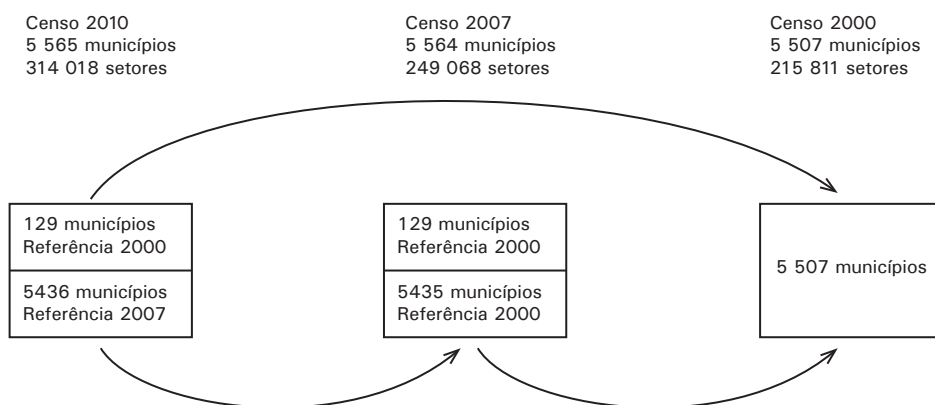 Censo 2010
5 565 municípios
314 018 setores
Censo 2007
5 564 municípios
249 068 setores
Censo 2000
5 507 municípios
215 811 setores
129 municípios
Referência 2000
5436 municípios
Referência 2007
129 municípios
Referência 2000
5435 municípios
Referência 2000
5 507 municípios